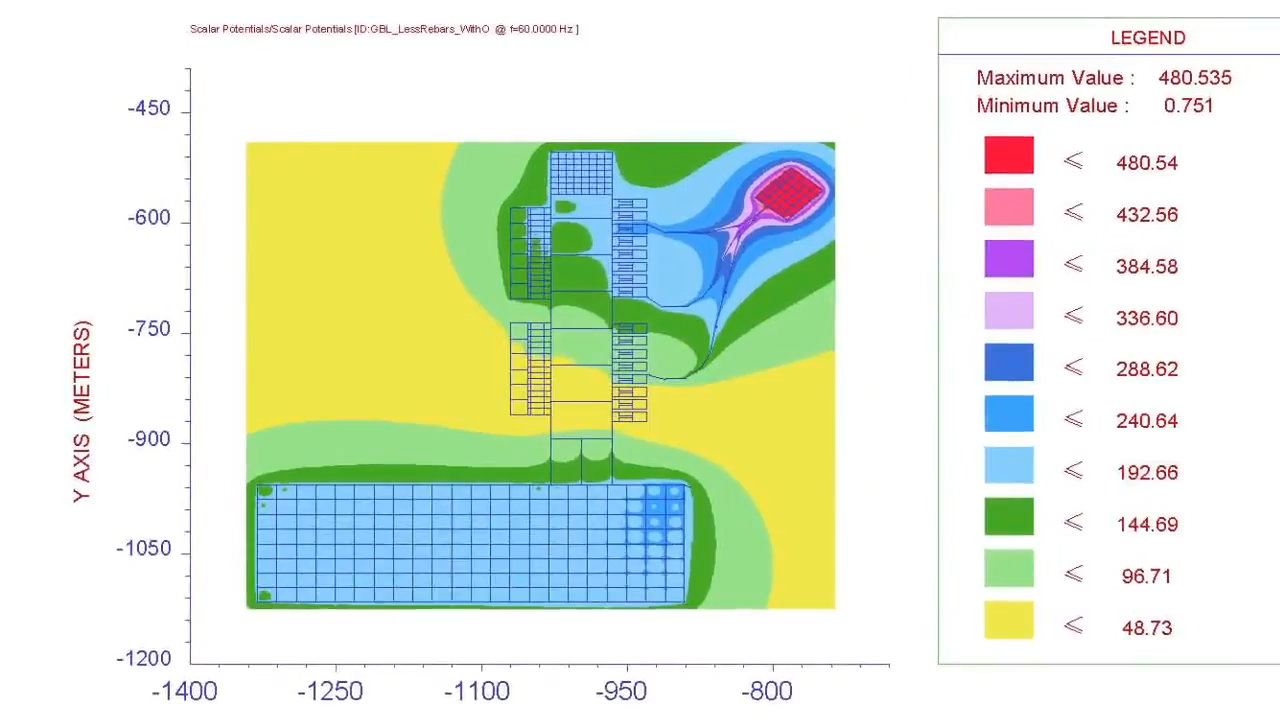 Scalar Potentials/Scalar Potentials [ID:GBL_LessRebars_WithO @ f=60.0000 Hz ]
LEGEND
Maximum Value : 480.535
Minimum Value : 0.751
≤ 480.54
≤ 432.56
≤ 384.58
≤ 336.60
≤ 288.62
≤ 240.64
≤ 192.66
≤ 144.69
≤ 96.71
≤ 48.73
Y AXIS (METERS)
-450
-600
-750
-900
-1050
-1200
-1400 -1250 -1100 -950 -800